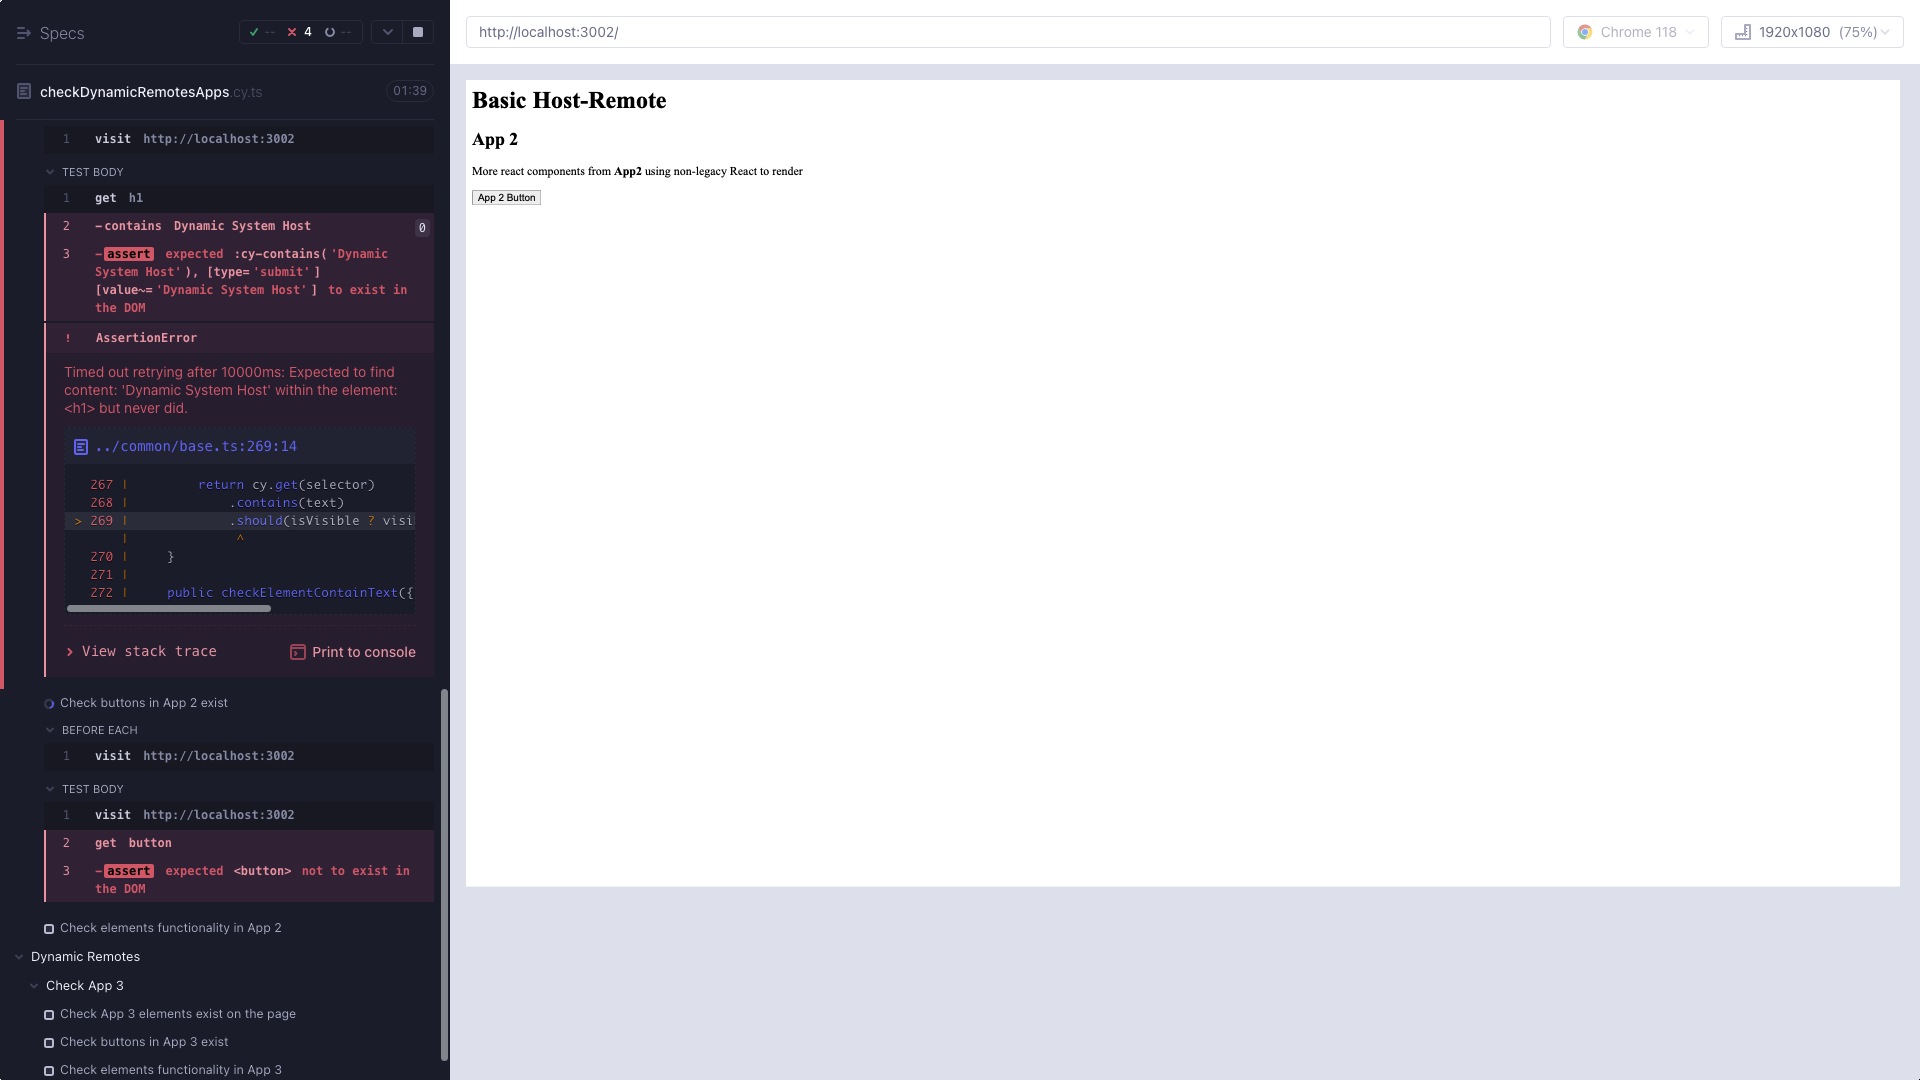 Specs
-- 4 --
checkDynamicRemotesApps.cy.ts 01:39
1 visit http://localhost:3002
TEST BODY
1 get h1
2 -contains Dynamic System Host 0
3 -assert expected :cy-contains('Dynamic
System Host'), [type='submit']
[value~='Dynamic System Host'] to exist in
the DOM
! AssertionError
Timed out retrying after 10000ms: Expected to find
content: 'Dynamic System Host' within the element:
<h1> but never did.
../common/base.ts:269:14
267 | return cy.get(selector)
268 | .contains(text)
> 269 | .should(isVisible ? visi
| ^
270 | }
271 |
272 | public checkElementContainText({
View stack trace Print to console
Check buttons in App 2 exist
BEFORE EACH
1 visit http://localhost:3002
TEST BODY
1 visit http://localhost:3002
2 get button
3 -assert expected <button> not to exist in
the DOM
Check elements functionality in App 2
Dynamic Remotes
Check App 3
Check App 3 elements exist on the page
Check buttons in App 3 exist
Check elements functionality in App 3
http://localhost:3002/
Chrome 118
1920x1080 (75%)
Basic Host-Remote
App 2
More react components from App2 using non-legacy React to render
App 2 Button